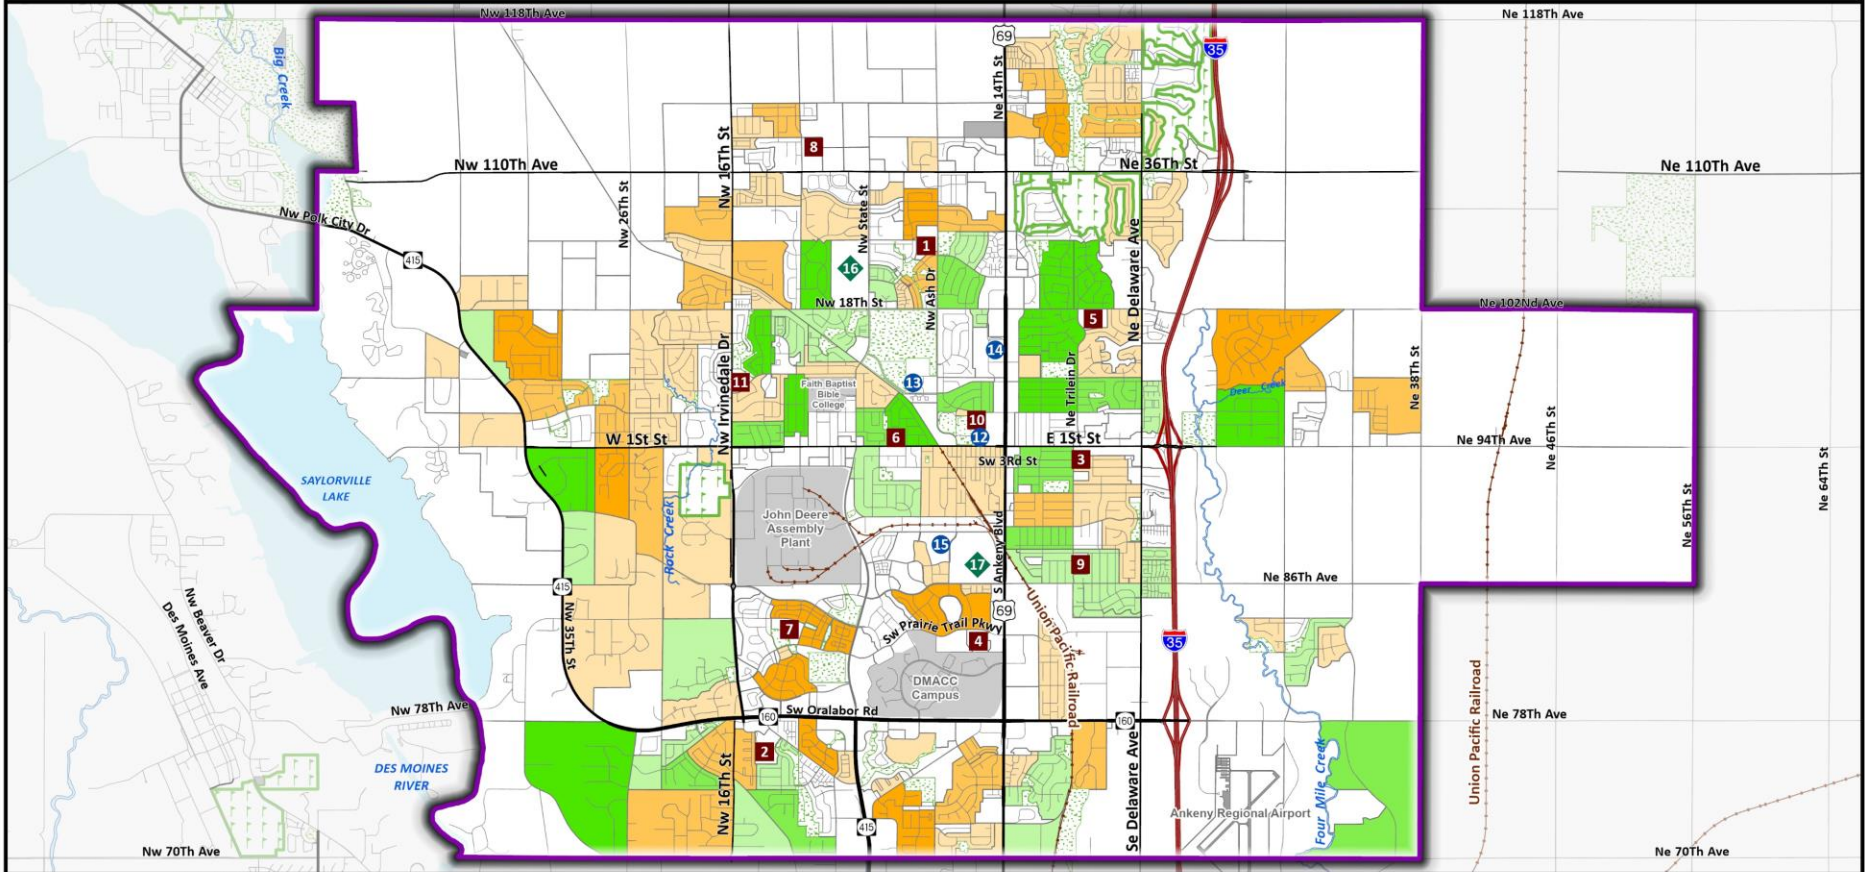 Nw 118Th Ave
Ne 118Th Ave
Big Creek
69
35
Ne 14Th St
Nw 16Th St
8
Nw 110Th Ave
Ne 36Th St
Ne 110Th Ave
Nw 26Th St
Nw State St
Nw Polk City Dr
415
1
16
Nw Ash Dr
Ne Delaware Ave
Nw 18Th St
Ne 102Nd Ave
5
14
Nw Irvinedale Dr
11
Faith Baptist
Bible
College
13
Ne Trilein Dr
Deer Creek
Ne 38Th St
10
6
12
W 1St St
E 1St St
Ne 94Th Ave
Ne 46Th St
Sw 3Rd St
3
SAYLORVILLE
LAKE
Ne 64Th St
Ne 56Th St
Rock Creek
John Deere
Assembly
Plant
S Ankeny Blvd
15
17
9
415
Ne 86Th Ave
Nw Beaver Dr
Des Moines Ave
Nw 35Th St
69
7
Sw Prairie Trail Pkwy
4
Union Pacific Railroad
35
DMACC
Campus
Union Pacific Railroad
Nw 78Th Ave
160
Sw Oralabor Rd
160
Ne 78Th Ave
2
DES MOINES
RIVER
Nw 16Th St
Se Delaware Ave
Four Mile Creek
Ankeny Regional Airport
415
Nw 70Th Ave
Ne 70Th Ave